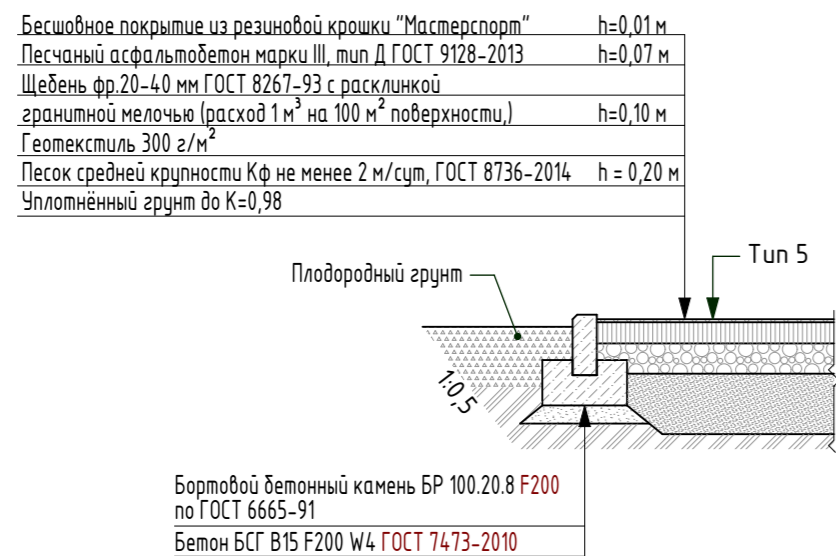 Бесшовное покрытие из резиновой крошки "Мастерспорт" h=0,01 м
Песчаный асфальтобетон марки III, тип Д ГОСТ 9128-2013 h=0,07 м
Щебень фр.20-40 мм ГОСТ 8267-93 с расклинкой
гранитной мелочью (расход 1 м³ на 100 м² поверхности,) h=0,10 м
Геотекстиль 300 г/м²
Песок средней крупности Кф не менее 2 м/сут, ГОСТ 8736-2014 h = 0,20 м
Уплотнённый грунт до К=0,98
Тип 5
Плодородный грунт
1:0,5
Бортовой бетонный камень БР 100.20.8 F200
по ГОСТ 6665-91
Бетон БСГ В15 F200 W4 ГОСТ 7473-2010